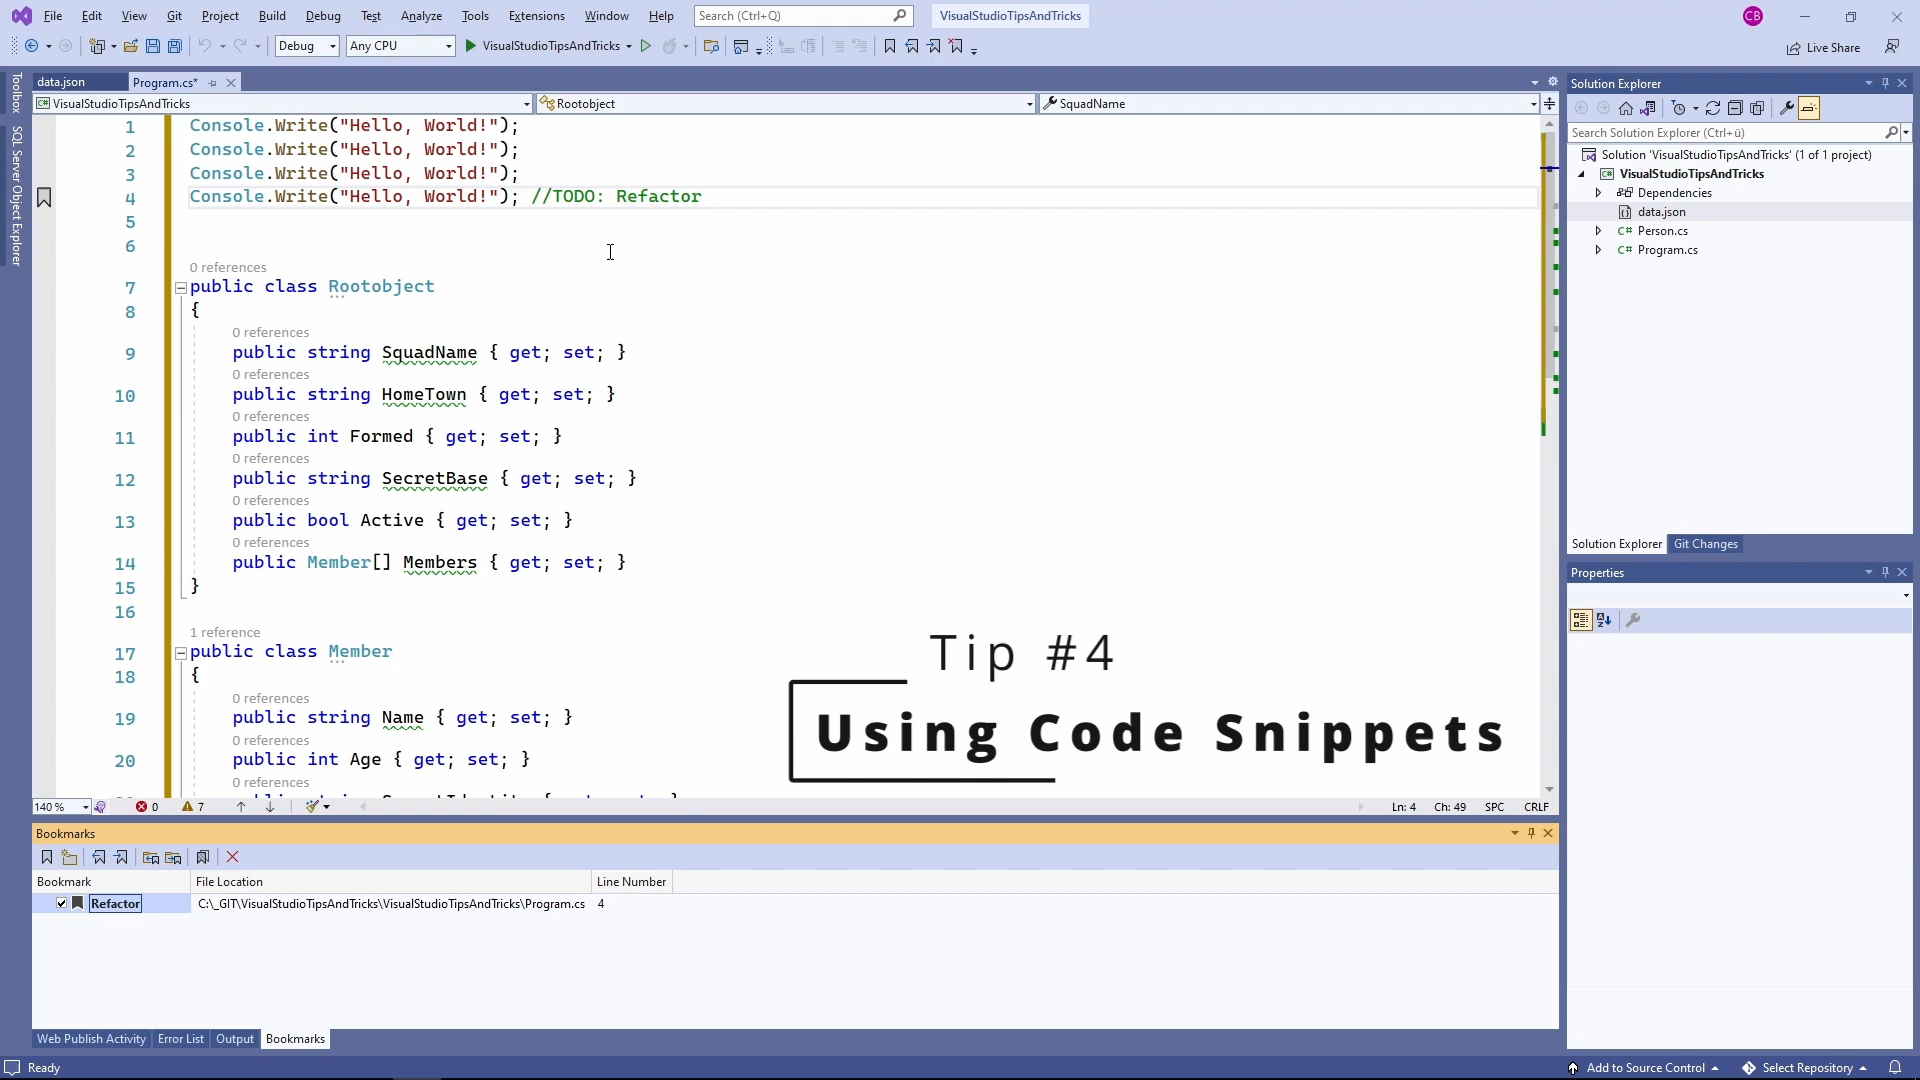 File Edit View Git Project Build Debug Test Analyze Tools Extensions Window Help Search (Ctrl+Q) VisualStudioTipsAndTricks CB
Debug Any CPU VisualStudioTipsAndTricks Live Share
Toolbox
SQL Server Object Explorer
data.json Program.cs*
VisualStudioTipsAndTricks Rootobject SquadName
1 Console.Write("Hello, World!");
2 Console.Write("Hello, World!");
3 Console.Write("Hello, World!");
4 Console.Write("Hello, World!"); //TODO: Refactor
5
6
0 references
7 public class Rootobject
8 {
0 references
9 public string SquadName { get; set; }
0 references
10 public string HomeTown { get; set; }
0 references
11 public int Formed { get; set; }
0 references
12 public string SecretBase { get; set; }
0 references
13 public bool Active { get; set; }
0 references
14 public Member[] Members { get; set; }
15 }
16
1 reference
17 public class Member
18 {
0 references
19 public string Name { get; set; }
0 references
20 public int Age { get; set; }
0 references
Tip #4
Using Code Snippets
140 % 0 7 Ln: 4 Ch: 49 SPC CRLF
Bookmarks
Bookmark File Location Line Number
Refactor C:\_GIT\VisualStudioTipsAndTricks\VisualStudioTipsAndTricks\Program.cs 4
Web Publish Activity Error List Output Bookmarks
Solution Explorer
Search Solution Explorer (Ctrl+ü)
Solution 'VisualStudioTipsAndTricks' (1 of 1 project)
VisualStudioTipsAndTricks
Dependencies
data.json
C# Person.cs
C# Program.cs
Solution Explorer Git Changes
Properties
Ready Add to Source Control Select Repository